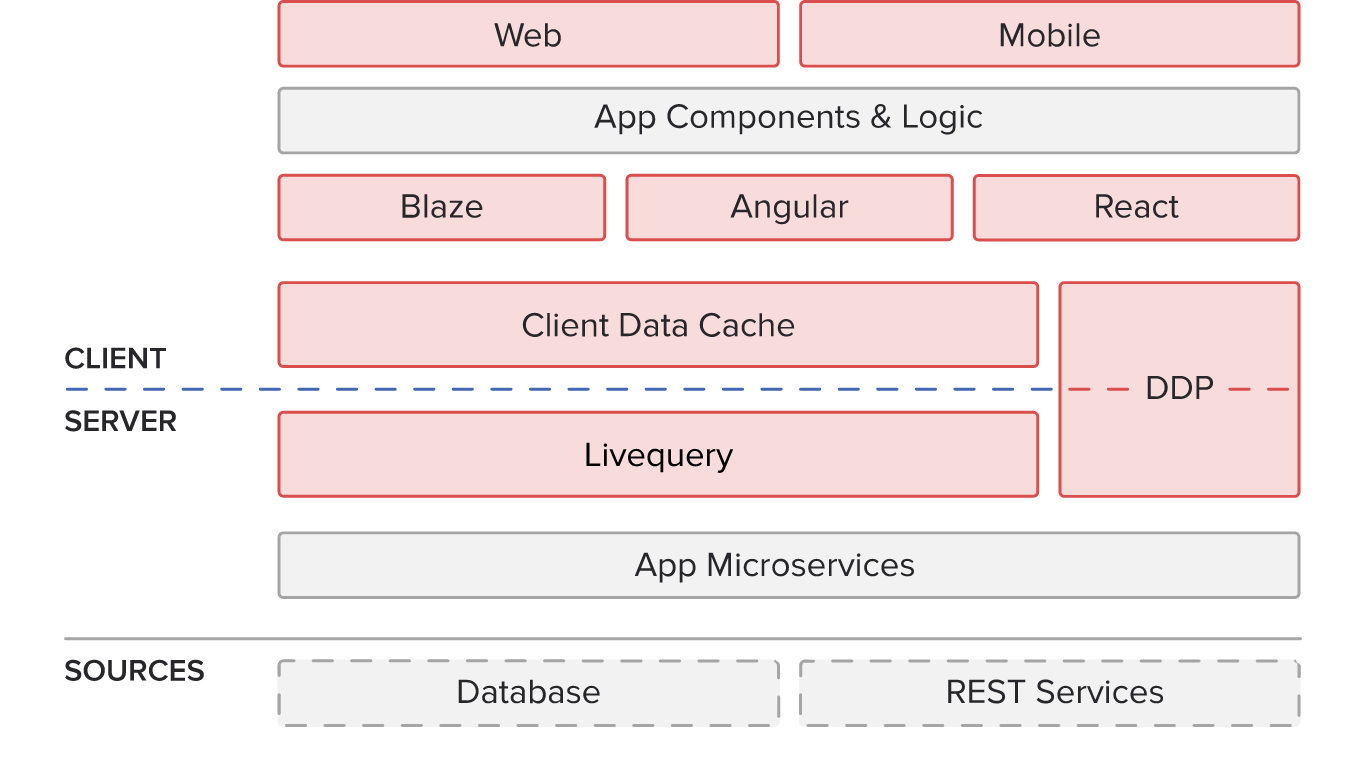 Web
Mobile
App Components & Logic
Blaze
Angular
React
Client Data Cache
CLIENT
DDP
SERVER
Livequery
App Microservices
SOURCES
Database
REST Services